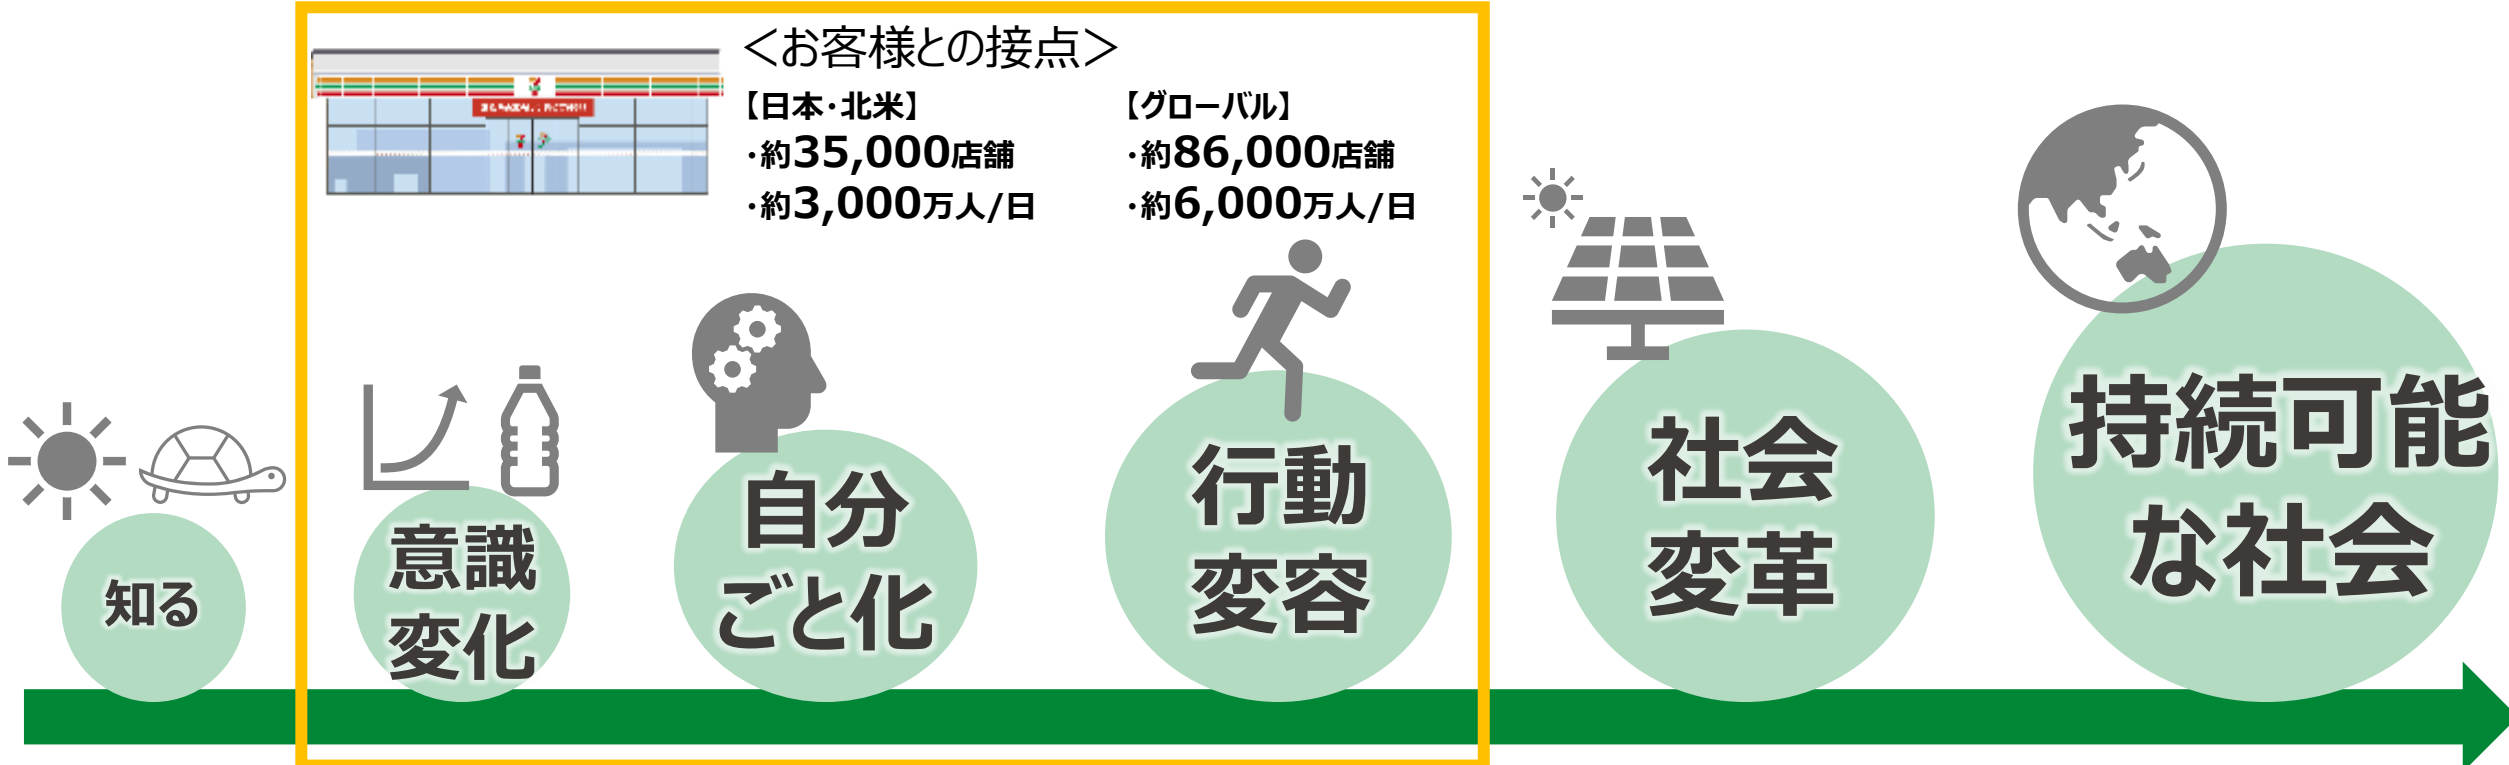 ＜お客様との接点＞
【日本・北米】
・約35,000店舗
・約3,000万人/日
【グローバル】
・約86,000店舗
・約6,000万人/日
知る
意識
変化
自分
ごと化
行動
変容
社会
変革
持続可能
な社会